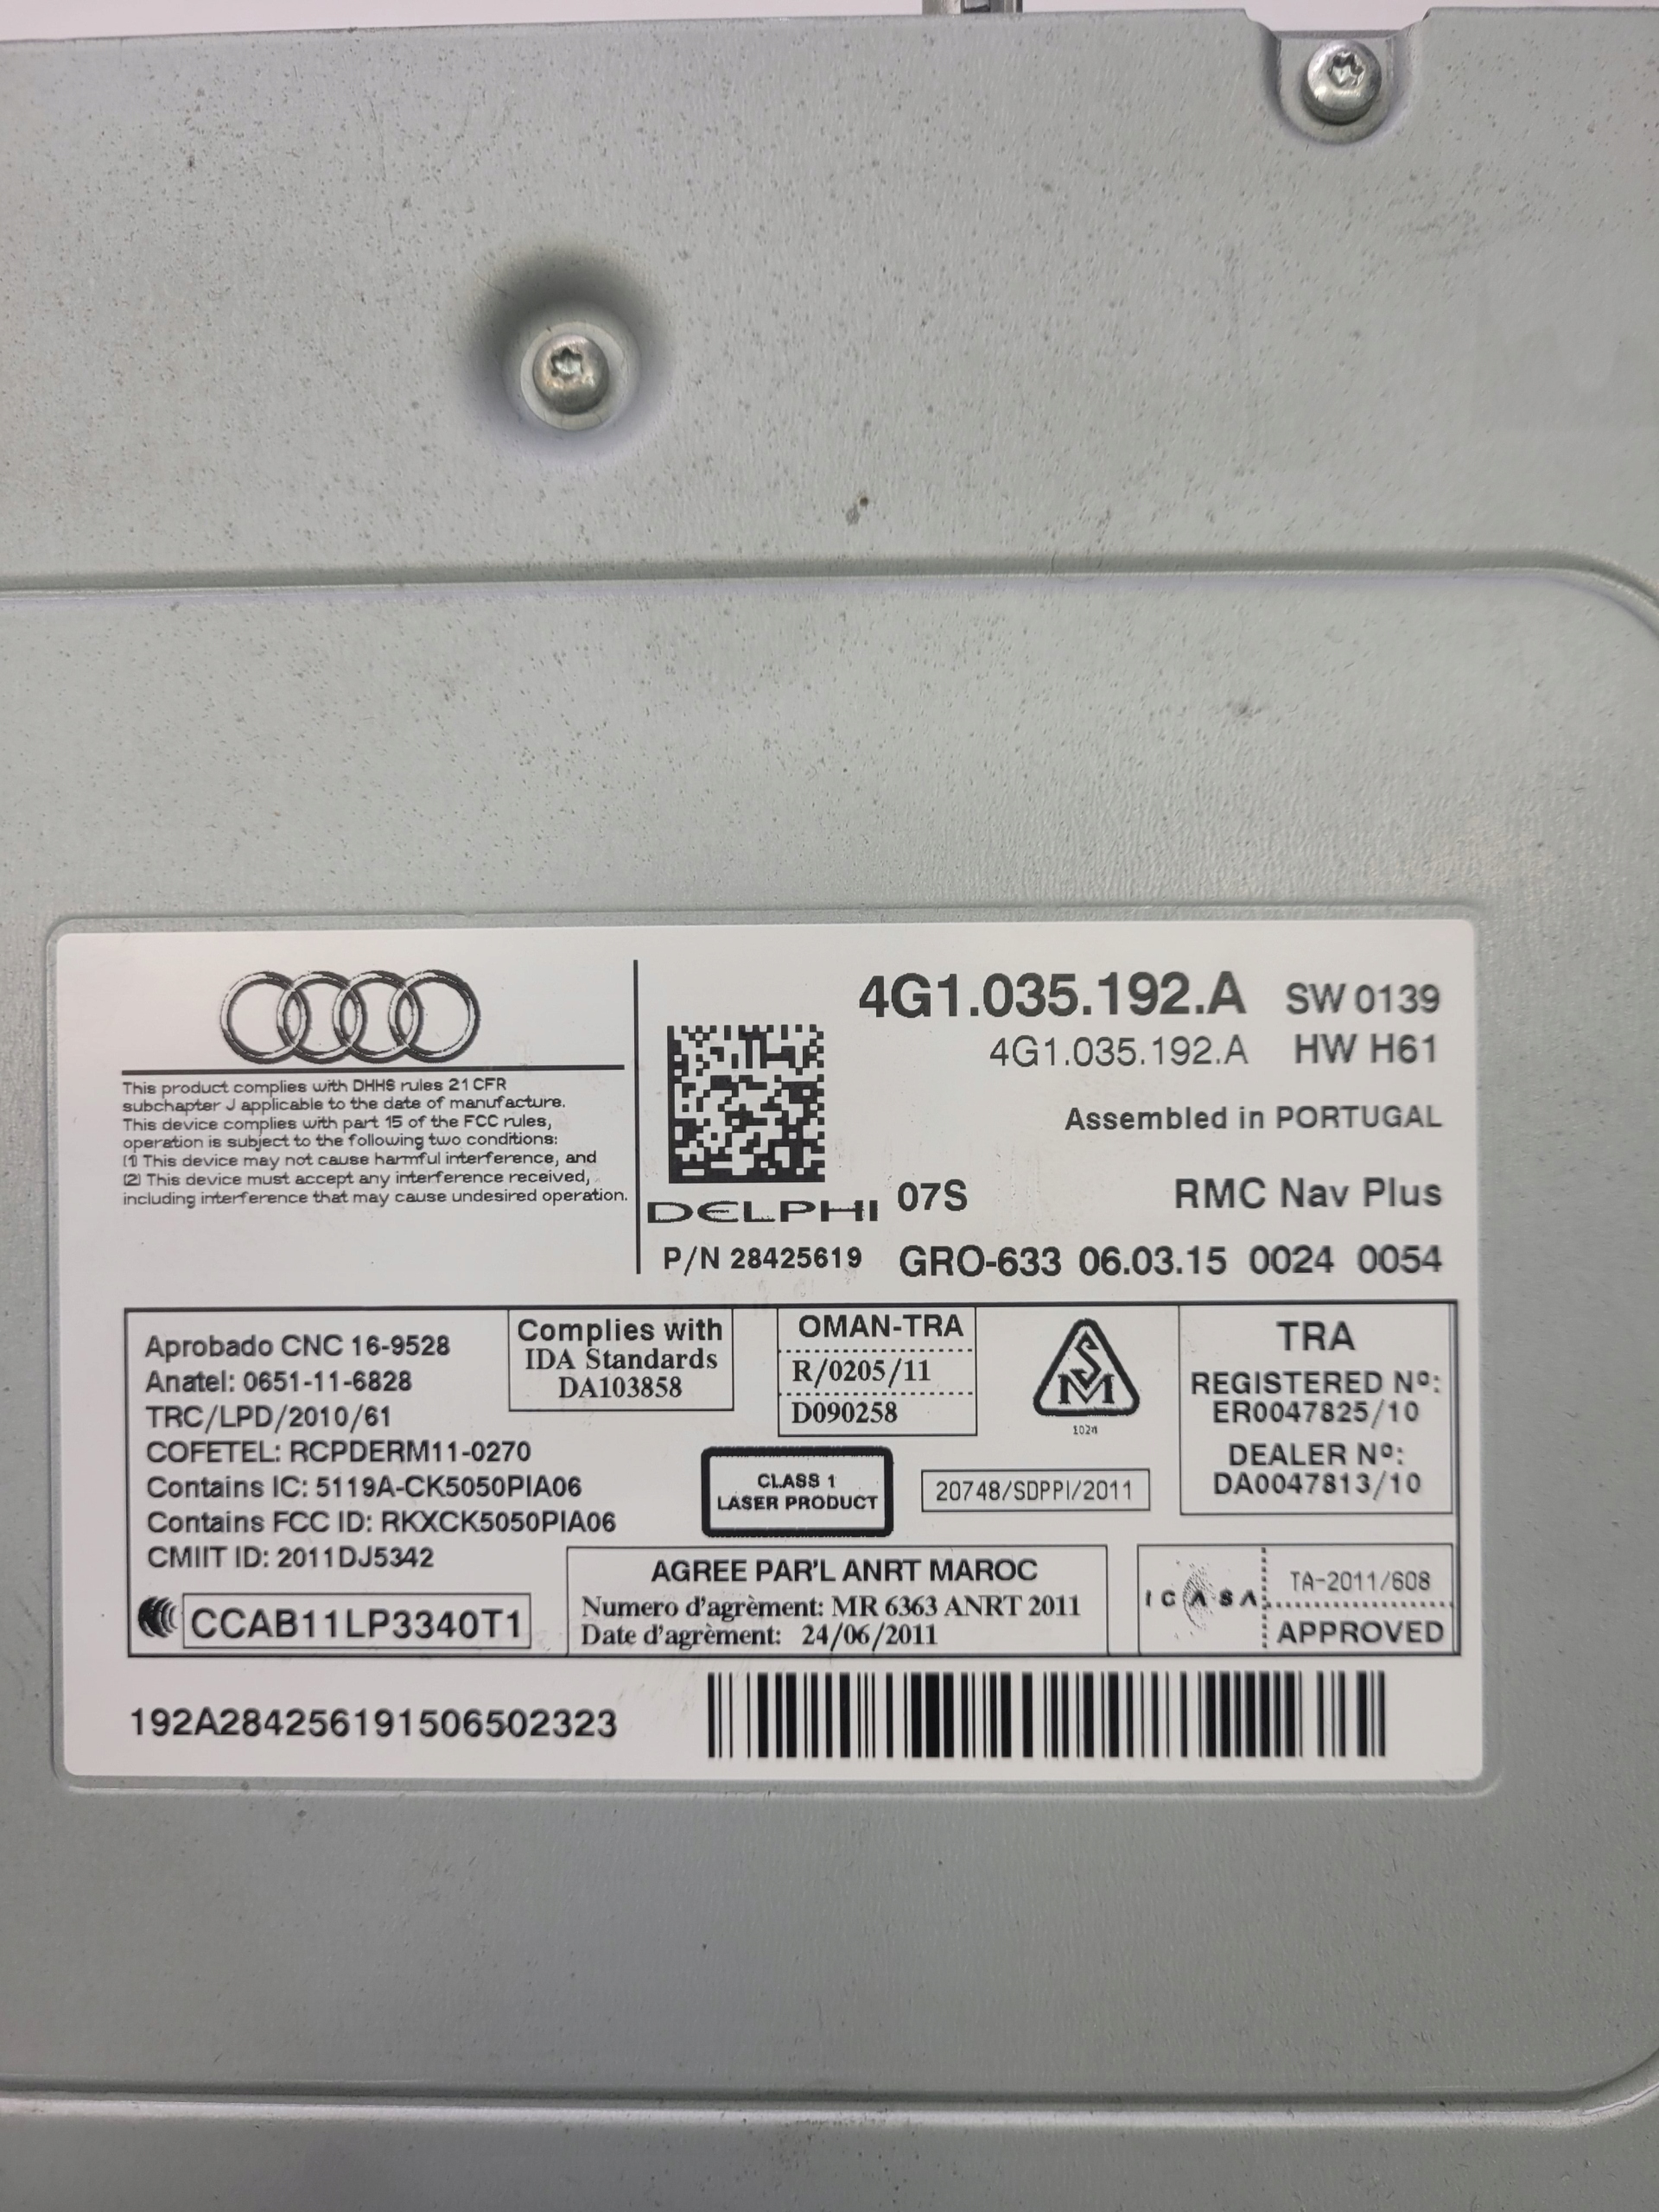 4G1.035.192.A SW 0139
4G1.035.192.A HW H61
Assembled in PORTUGAL
This product complies with DHHS rules 21 CFR
subchapter J applicable to the date of manufacture.
This device complies with part 15 of the FCC rules,
operation is subject to the following two conditions:
(1) This device may not cause harmful interference, and
(2) This device must accept any interference received,
including interference that may cause undesired operation.
DELPHI 07S RMC Nav Plus
P/N 28425619 GRO-633 06.03.15 0024 0054
Aprobado CNC 16-9528
Anatel: 0651-11-6828
TRC/LPD/2010/61
COFETEL: RCPDERM11-0270
Contains IC: 5119A-CK5050PIA06
Contains FCC ID: RKXCK5050PIA06
CMIIT ID: 2011DJ5342
CCAB11LP3340T1
Complies with
IDA Standards
DA103858
OMAN-TRA
R/0205/11
D090258
SM
CLASS 1
LASER PRODUCT
20748/SDPPI/2011
TRA
REGISTERED Nº:
ER0047825/10
DEALER Nº:
DA0047813/10
AGREE PAR'L ANRT MAROC
Numero d'agrèment: MR 6363 ANRT 2011
Date d'agrèment: 24/06/2011
ICASA
TA-2011/608
APPROVED
192A284256191506502323